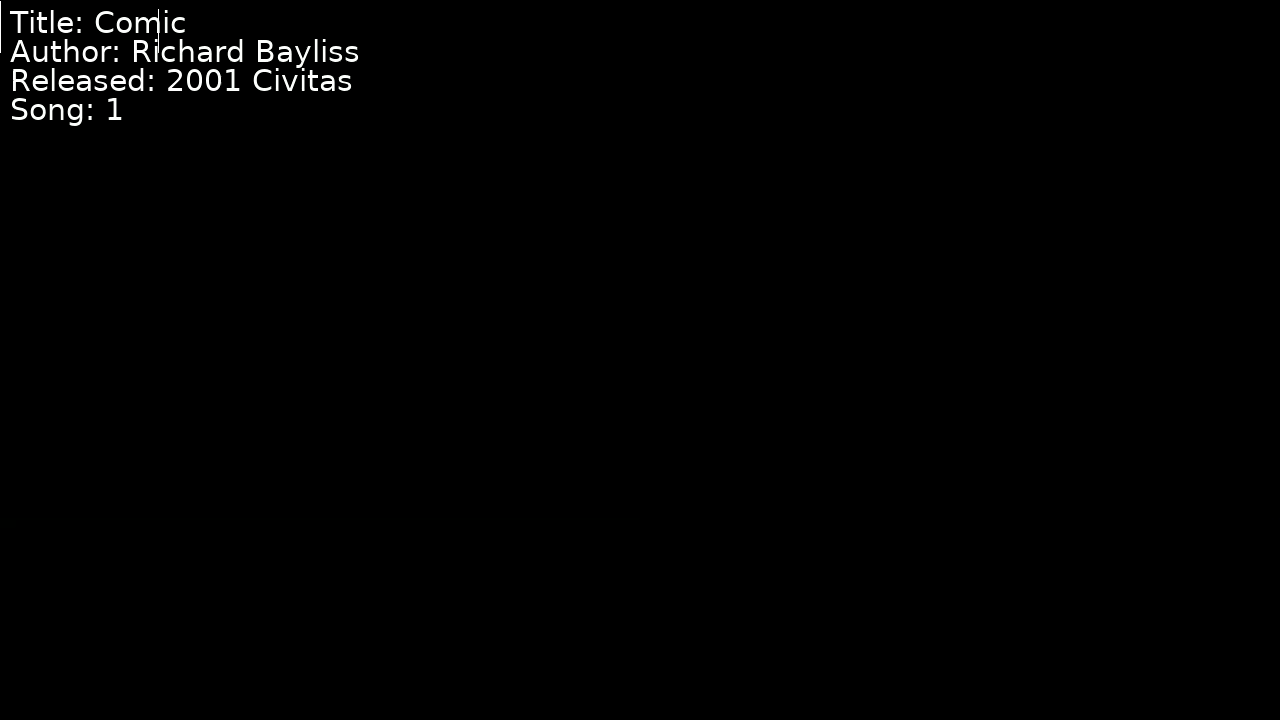 Title: Comic
Author: Richard Bayliss
Released: 2001 Civitas
Song: 1